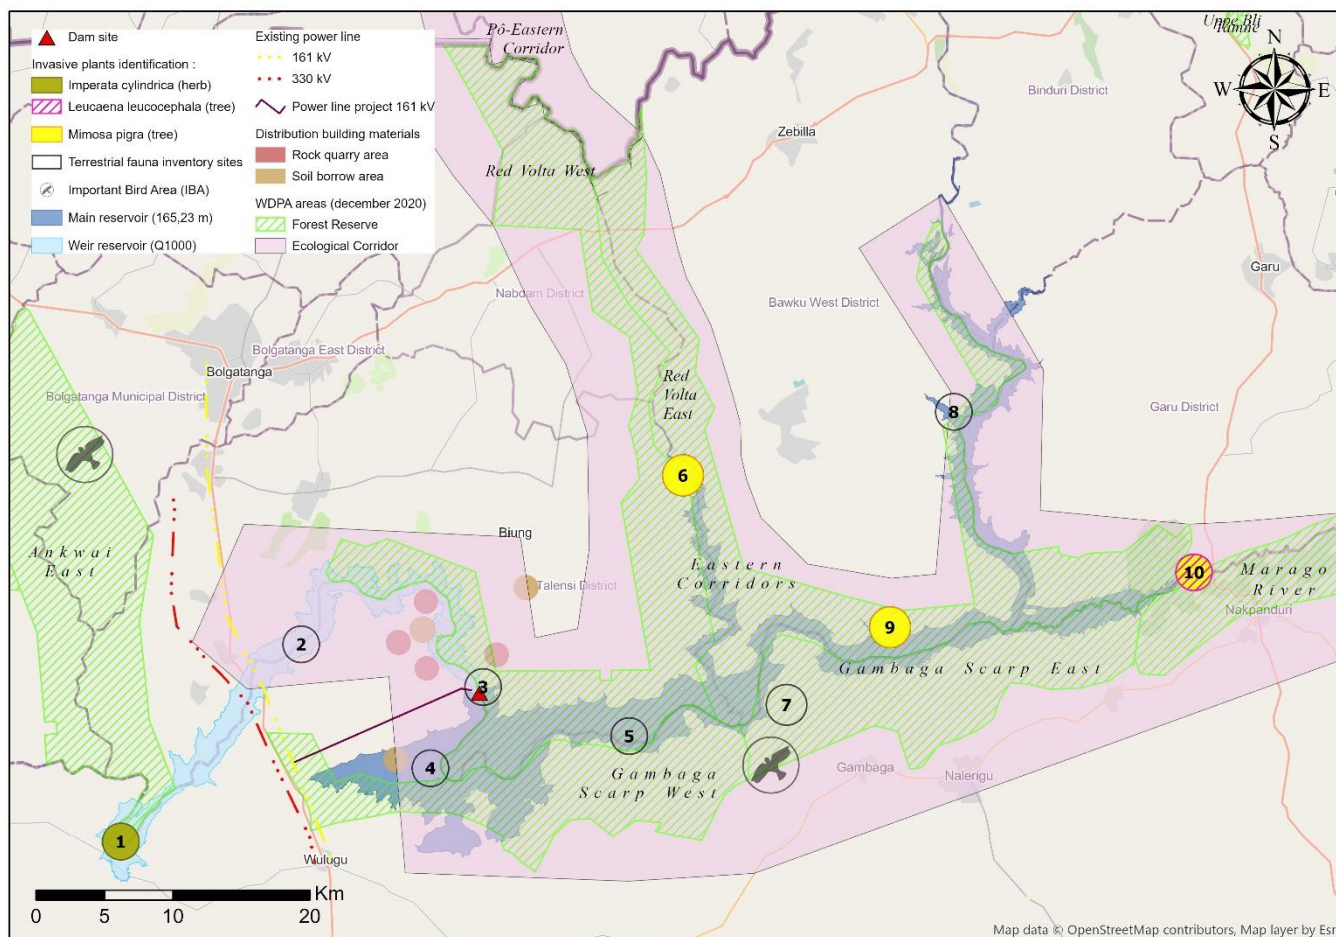 Dam site
Invasive plants identification :
Imperata cylindrica (herb)
Leucaena leucocephala (tree)
Mimosa pigra (tree)
Terrestrial fauna inventory sites
Important Bird Area (IBA)
Main reservoir (165,23 m)
Weir reservoir (Q1000)
Existing power line
161 kV
330 kV
Power line project 161 kV
Distribution building materials
Rock quarry area
Soil borrow area
WDPA areas (december 2020)
Forest Reserve
Ecological Corridor
Pô-Eastern
Corridor
Uppe Bli
Tamne
N
W
E
S
Binduri District
Zebilla
Red Volta West
Garu
Nabdam District
Bawku West District
Bolgatanga East District
Bolgatanga
Bolgatanga Municipal District
Red
Volta
East
Garu District
8
6
Ankwai
East
Biung
Talensi District
Eastern
Corridors
10
Marago
River
Nakpanduri
2
9
Gambaga Scarp East
3
7
5
4
Gambaga
Scarp West
Gambaga
Nalerigu
1
Wulugu
Km
0
5
10
20
Map data © OpenStreetMap contributors, Map layer by Esr